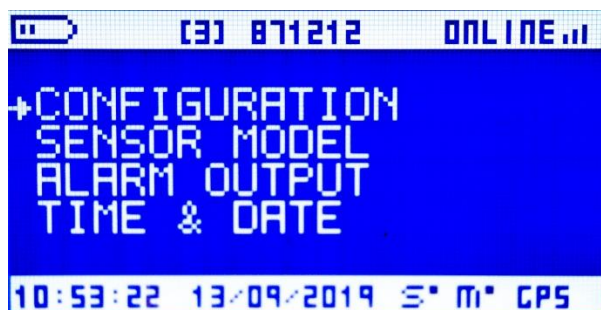 [3] 871212 ONLINE
→CONFIGURATION
SENSOR MODEL
ALARM OUTPUT
TIME & DATE
10:53:22 13/09/2019 S* M* GPS